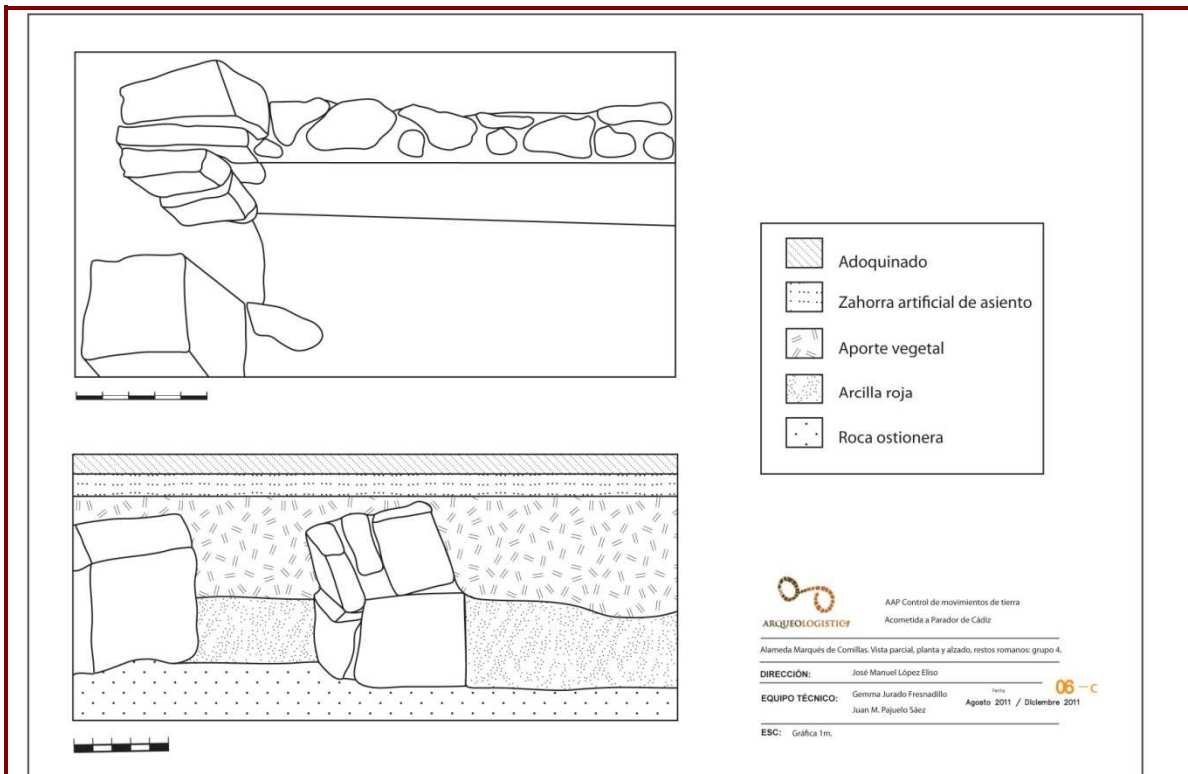 Adoquinado
Zahorra artificial de asiento
Aporte vegetal
Arcilla roja
Roca ostionera
ARQUEOLOGISTICA
AAP Control de movimientos de tierra
Acometida a Parador de Cádiz
Alameda Marqués de Comillas. Vista parcial, planta y alzado, restos romanos: grupo 4.
DIRECCIÓN: José Manuel López Eliso
EQUIPO TÉCNICO: Gemma Jurado Fresnadillo
Juan M. Pajuelo Sáez
Fecha
Agosto 2011 / Diciembre 2011
06-c
ESC: Gráfica 1m.